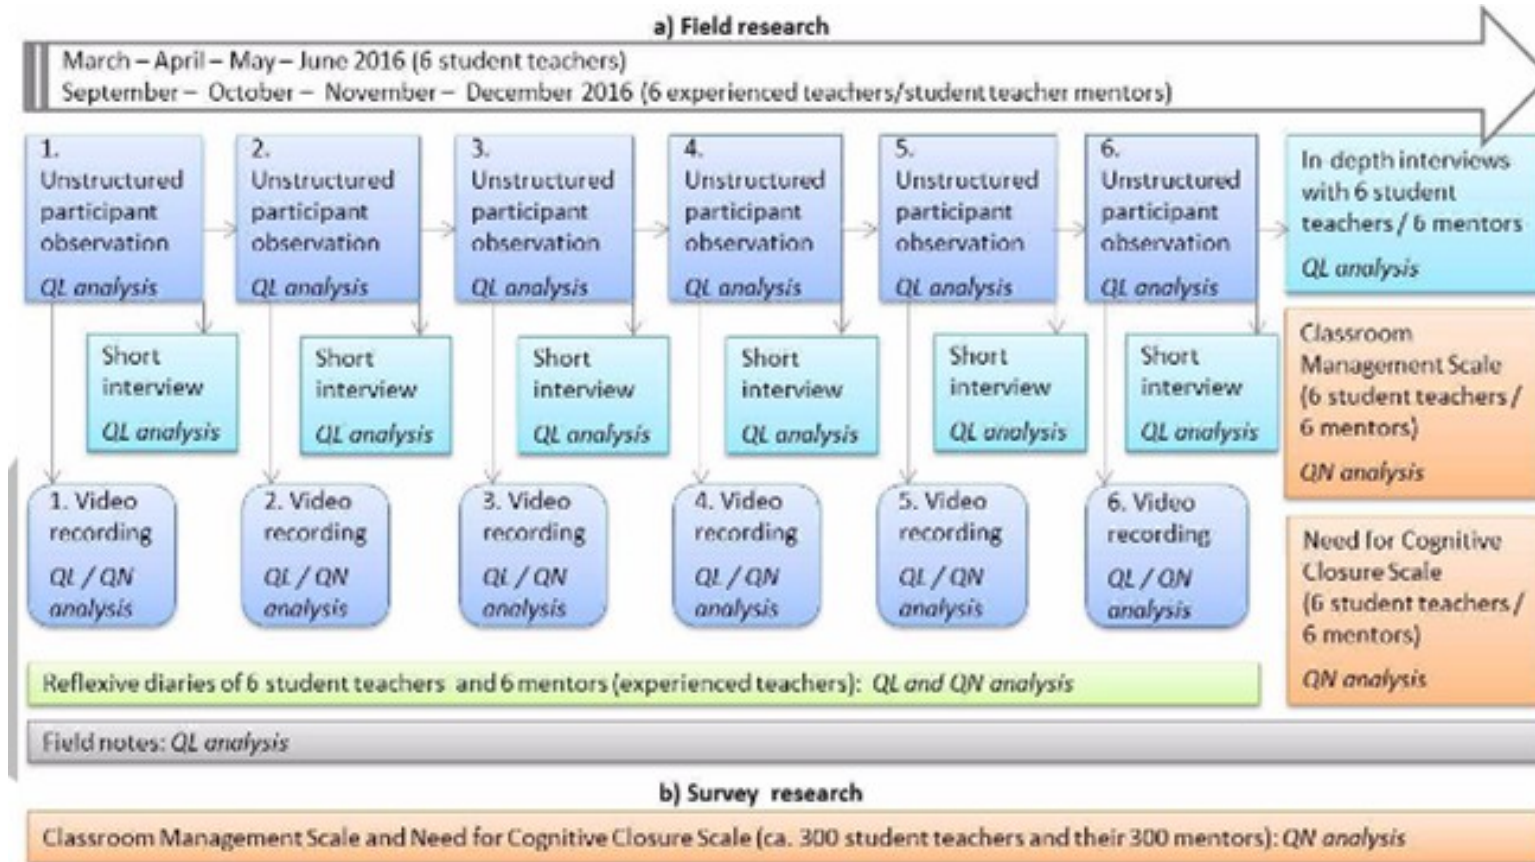 a) Field research
March – April – May – June 2016 (6 student teachers)
September – October – November – December 2016 (6 experienced teachers/student teacher mentors)
1.
Unstructured
participant
observation
QL analysis
2.
Unstructured
participant
observation
QL analysis
3.
Unstructured
participant
observation
QL analysis
4.
Unstructured
participant
observation
QL analysis
5.
Unstructured
participant
observation
QL analysis
6.
Unstructured
participant
observation
QL analysis
In-depth interviews
with 6 student
teachers / 6 mentors
QL analysis
Short
interview
QL analysis
Short
interview
QL analysis
Short
interview
QL analysis
Short
interview
QL analysis
Short
interview
QL analysis
Short
interview
QL analysis
Classroom
Management Scale
(6 student teachers /
6 mentors)
QN analysis
1. Video
recording
QL / QN
analysis
2. Video
recording
QL / QN
analysis
3. Video
recording
QL / QN
analysis
4. Video
recording
QL / QN
analysis
5. Video
recording
QL / QN
analysis
6. Video
recording
QL / QN
analysis
Need for Cognitive
Closure Scale
(6 student teachers /
6 mentors)
QN analysis
Reflexive diaries of 6 student teachers and 6 mentors (experienced teachers): QL and QN analysis
Field notes: QL analysis
b) Survey research
Classroom Management Scale and Need for Cognitive Closure Scale (ca. 300 student teachers and their 300 mentors): QN analysis